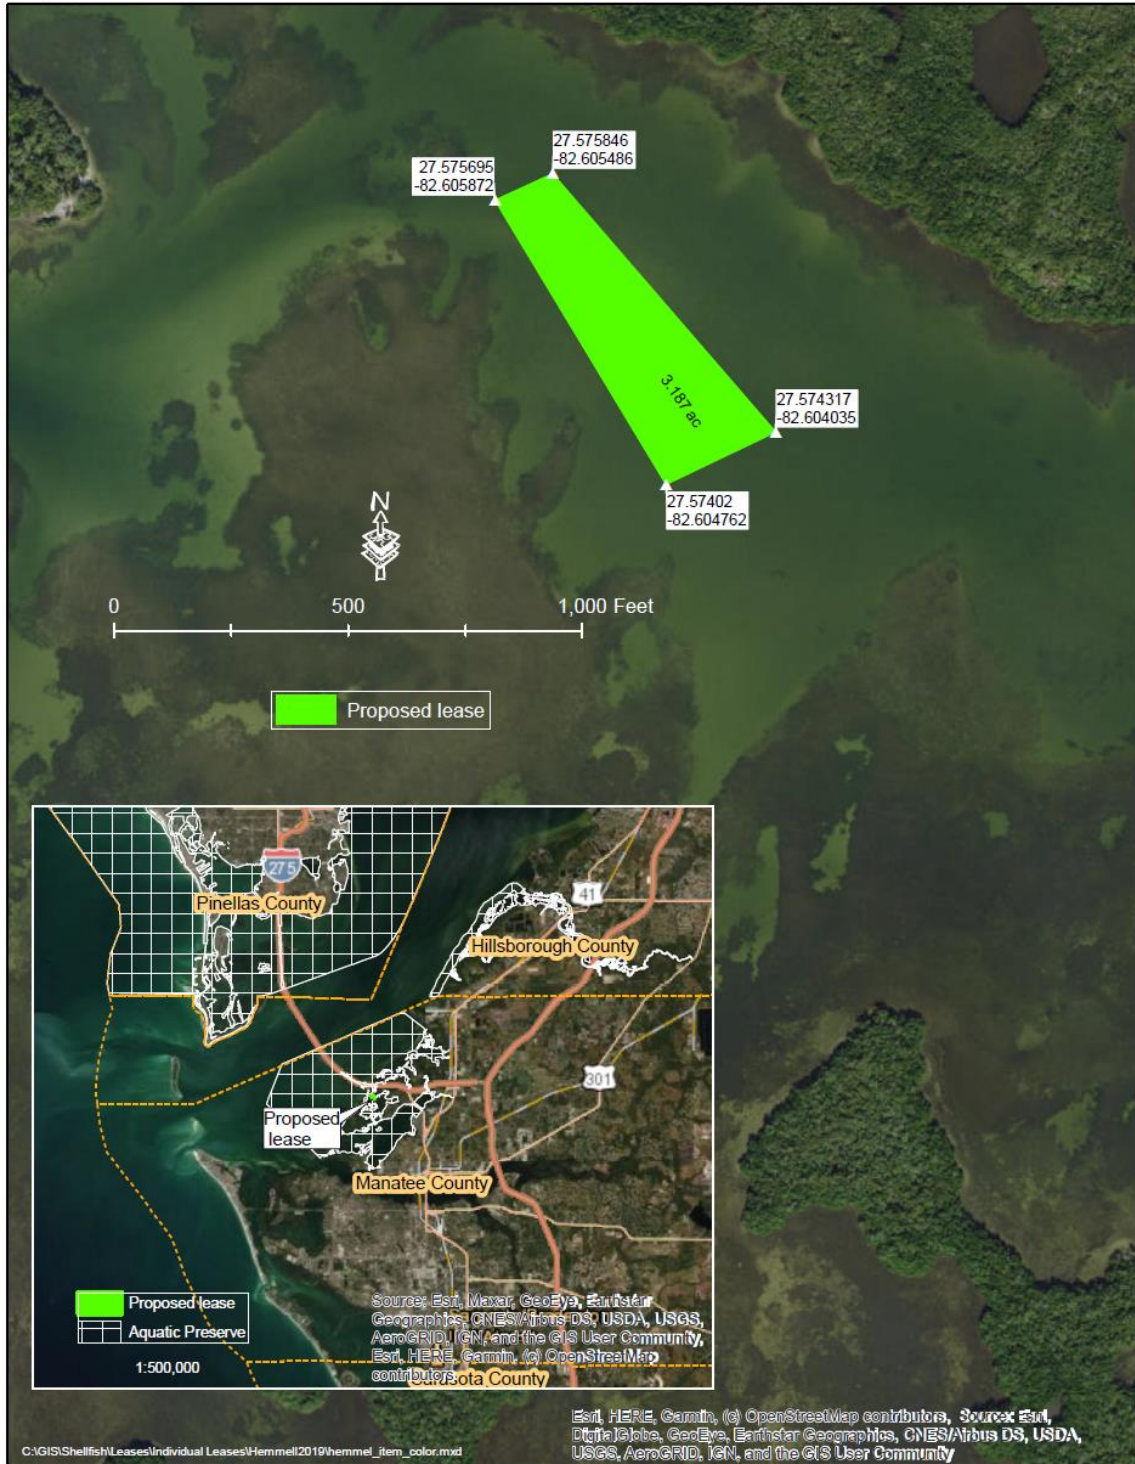 27.575846
-82.605486
27.575695
-82.605872
3.187 ac
27.574317
-82.604035
27.57402
-82.604762
N
0 500 1,000 Feet
Proposed lease
275
Pinellas County
41
Hillsborough County
301
Proposed
lease
Manatee County
Proposed lease
Aquatic Preserve
1:500,000
Source: Esri, Maxar, GeoEye, Earthstar
Geographics, CNES/Airbus DS, USDA, USGS,
AeroGRID, IGN, and the GIS User Community,
Esri, HERE, Garmin, (c) OpenStreetMap
contributors
Sarasota County
Esri, HERE, Garmin, (c) OpenStreetMap contributors, Source: Esri,
DigitalGlobe, GeoEye, Earthstar Geographics, CNES/Airbus DS, USDA,
USGS, AeroGRID, IGN, and the GIS User Community
C:\GIS\Shellfish\Leases\Individual Leases\Hemmell2019\hemmel_item_color.mxd